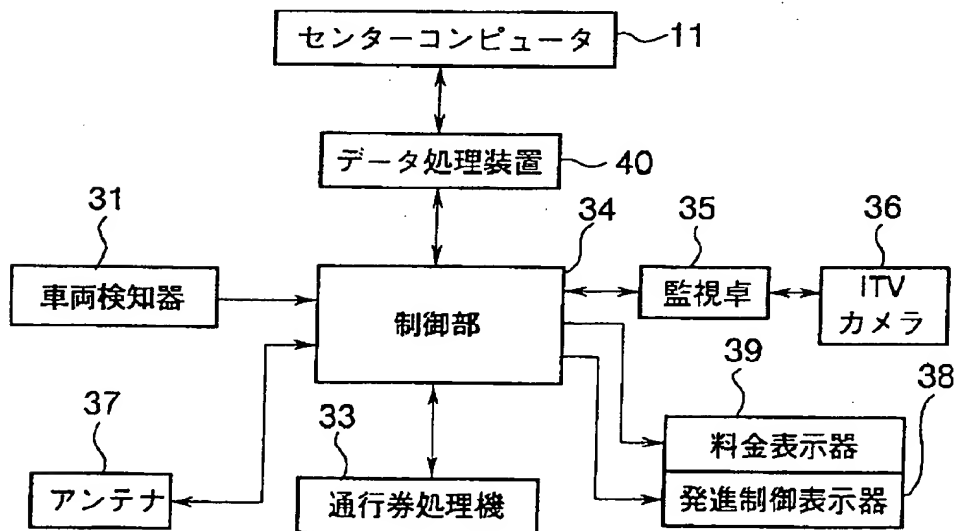 センターコンピュータ
11
データ処理装置
40
31
34
35
36
車両検知器
制御部
監視卓
ITV
カメラ
37
33
39
38
アンテナ
通行券処理機
料金表示器
発進制御表示器